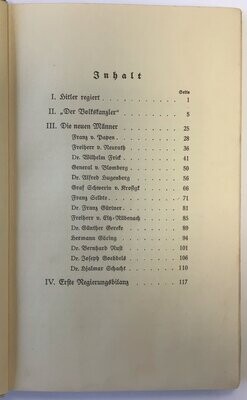 Inhalt
Seite
I. Hitler regiert 1
II. „Der Volkskanzler“ 8
III. Die neuen Männer 25
Franz v. Papen 28
Freiherr v. Neurath 36
Dr. Wilhelm Frick 41
General v. Blomberg 50
Dr. Alfred Hugenberg 56
Graf Schwerin v. Krosigk 66
Franz Seldte 71
Dr. Franz Gürtner 81
Freiherr v. Eltz-Rübenach 85
Dr. Günther Gereke 89
Hermann Göring 94
Dr. Bernhard Rust 101
Dr. Joseph Goebbels 106
Dr. Hjalmar Schacht 110
IV. Erste Regierungsbilanz 117